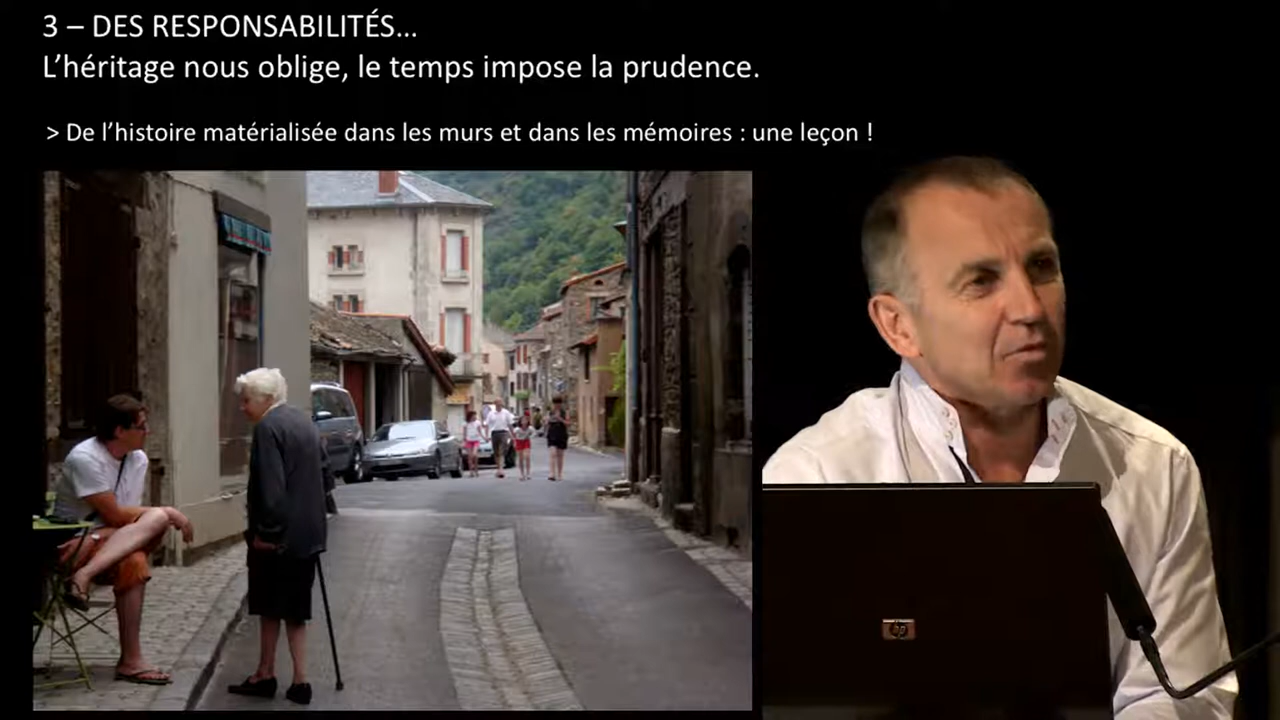 3 – DES RESPONSABILITÉS...
L’héritage nous oblige, le temps impose la prudence.
> De l’histoire matérialisée dans les murs et dans les mémoires : une leçon !
hp